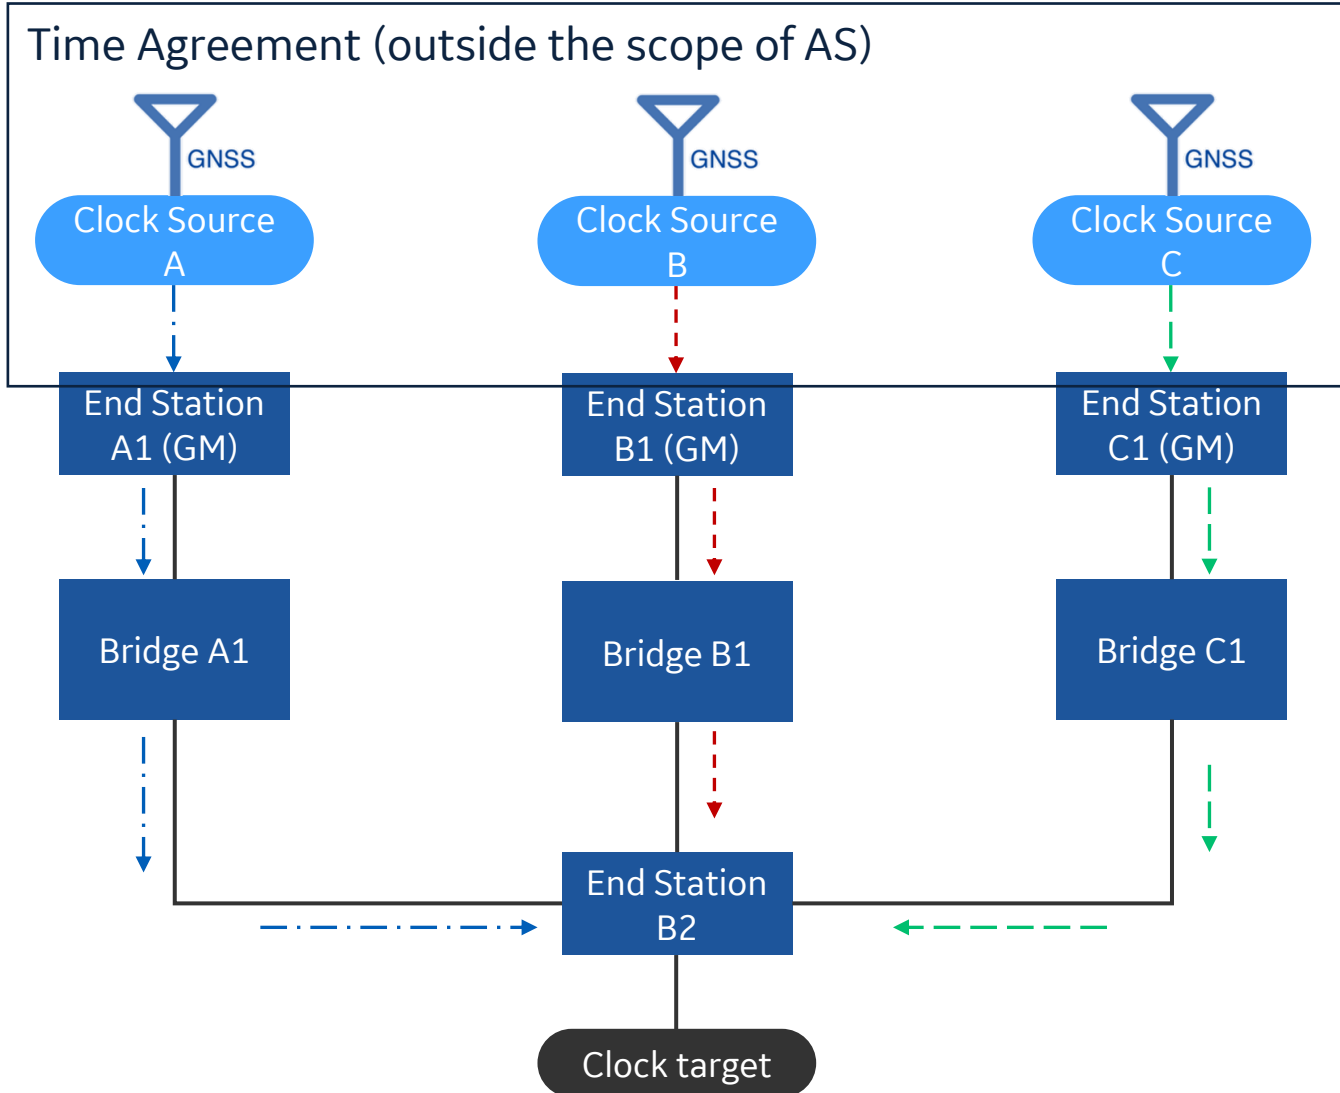 Time Agreement (outside the scope of AS)
GNSS
GNSS
GNSS
Clock Source
A
Clock Source
B
Clock Source
C
End Station
A1 (GM)
End Station
B1 (GM)
End Station
C1 (GM)
Bridge A1
Bridge B1
Bridge C1
End Station
B2
Clock target